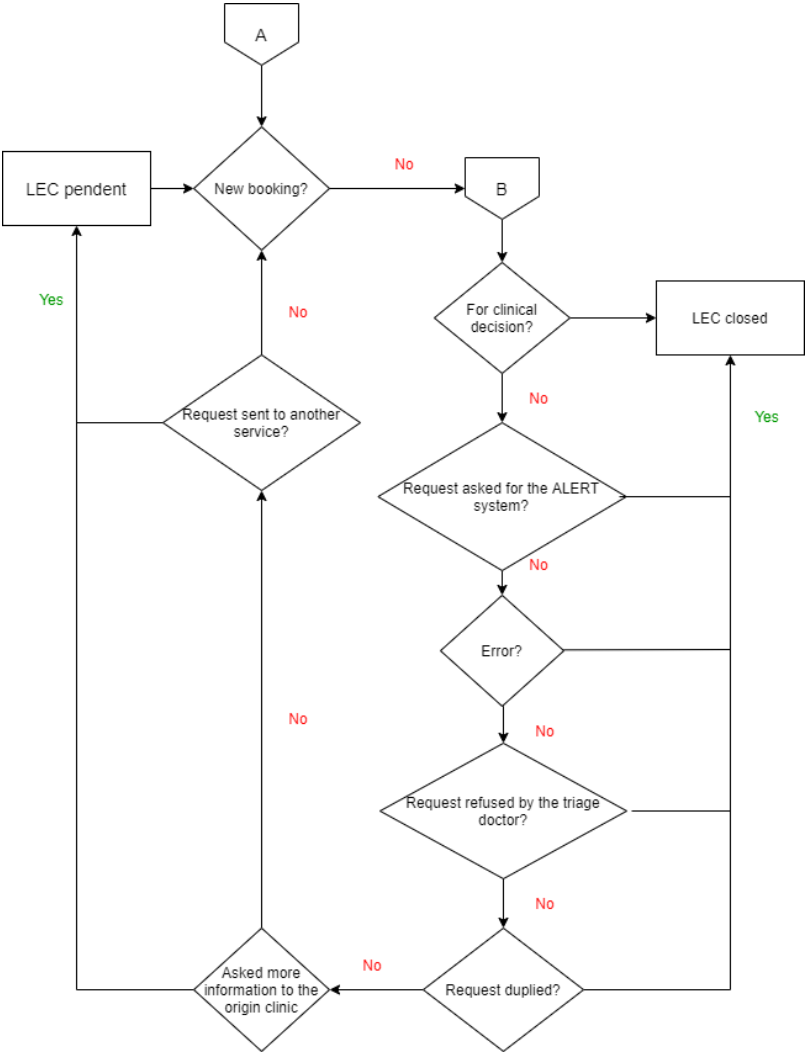 A
No
LEC pendent
New booking?
B
Yes
No
For clinical
decision?
LEC closed
No
Yes
Request sent to another
service?
Request asked for the ALERT
system?
No
Error?
No
No
Request refused by the triage
doctor?
No
No
Asked more
information to the
origin clinic
Request duplied?